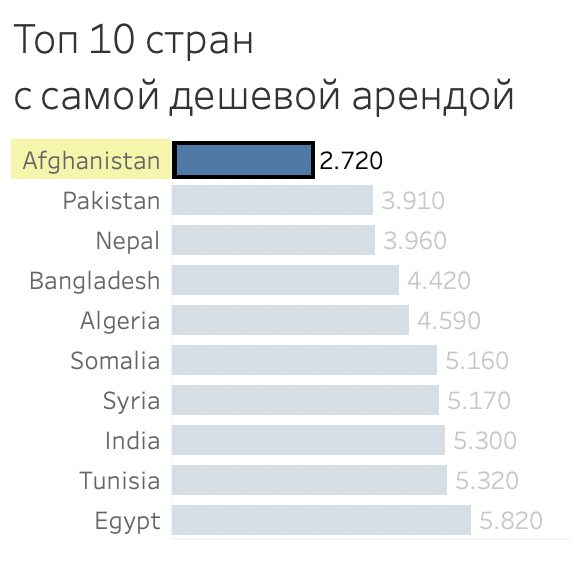 Топ 10 стран
с самой дешевой арендой
Afghanistan 2.720
Pakistan 3.910
Nepal 3.960
Bangladesh 4.420
Algeria 4.590
Somalia 5.160
Syria 5.170
India 5.300
Tunisia 5.320
Egypt 5.820